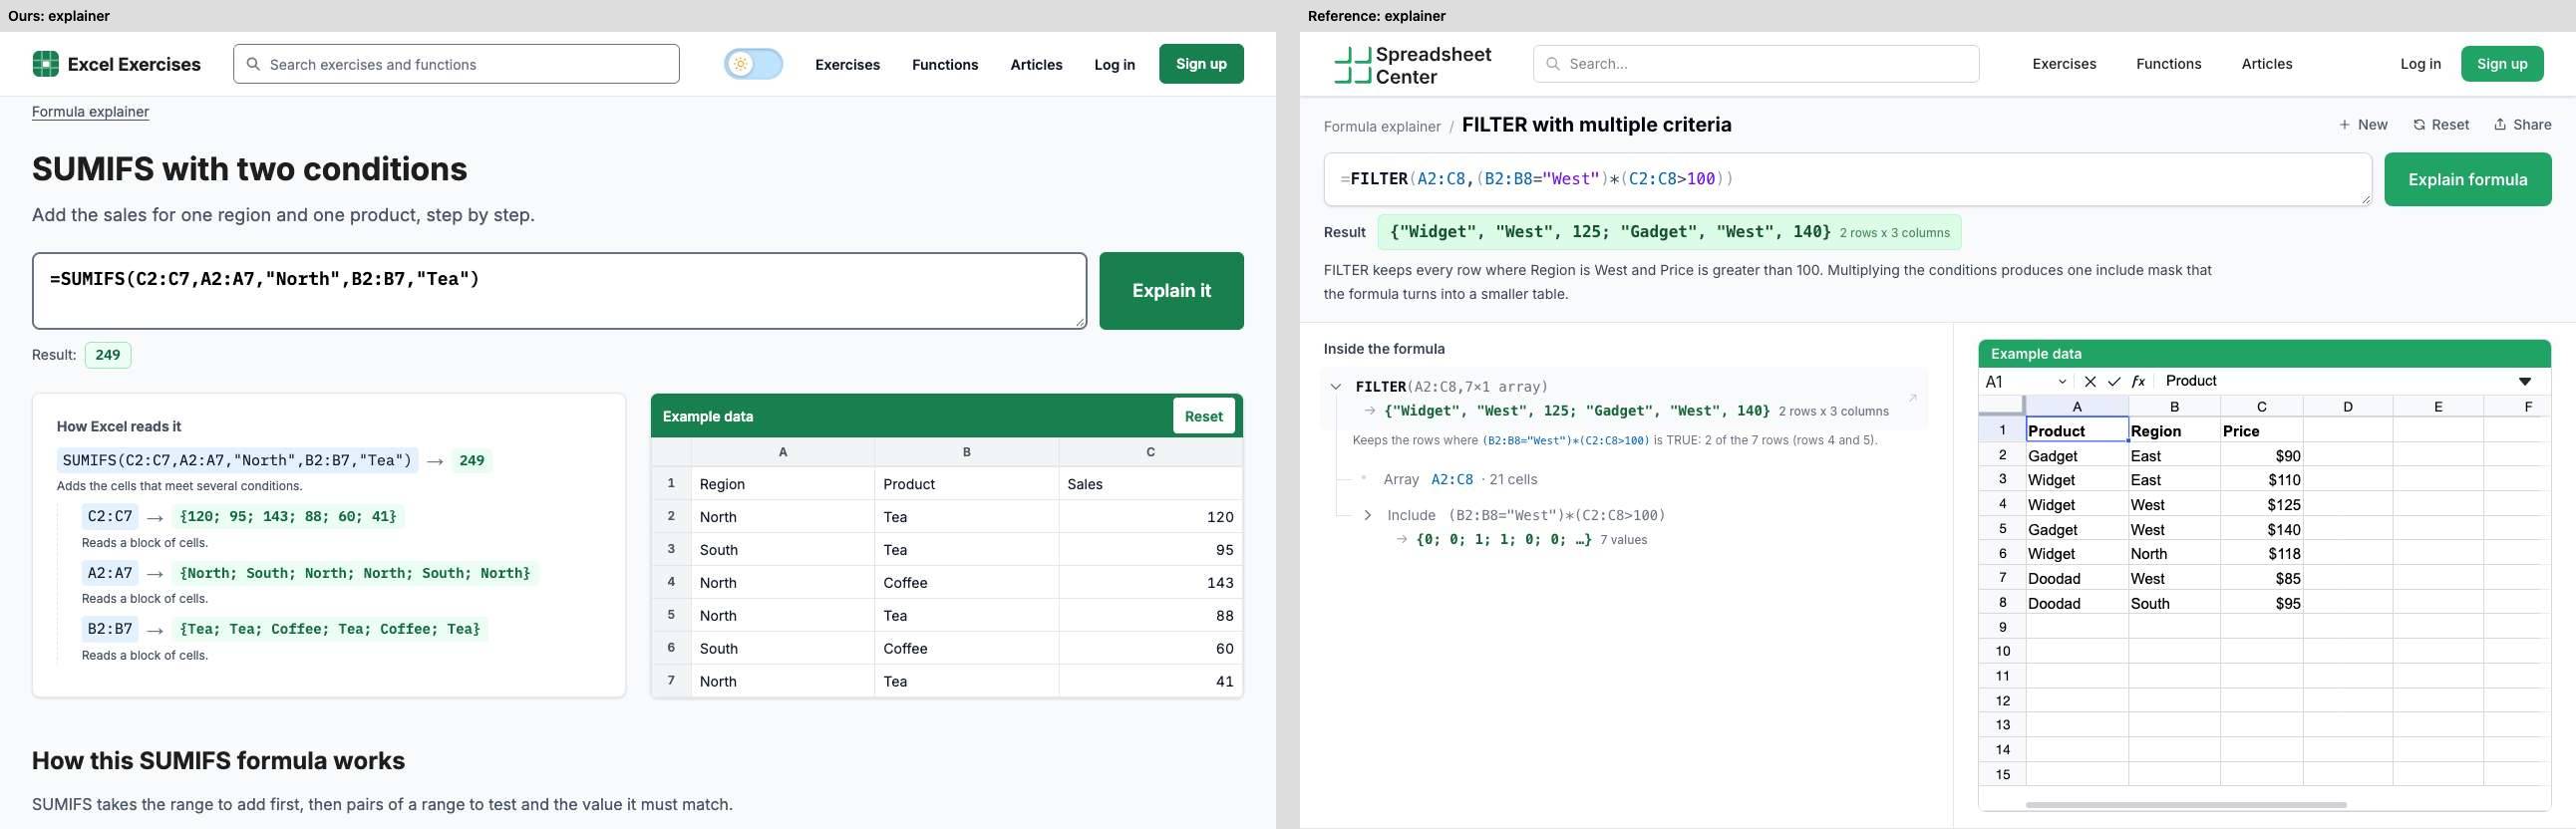 Ours: explainer
Excel Exercises
Search exercises and functions
Exercises
Functions
Articles
Log in
Sign up
Formula explainer
SUMIFS with two conditions
Add the sales for one region and one product, step by step.
=SUMIFS(C2:C7,A2:A7,"North",B2:B7,"Tea")
Explain it
Result: 249
How Excel reads it
SUMIFS(C2:C7,A2:A7,"North",B2:B7,"Tea") → 249
Adds the cells that meet several conditions.
C2:C7 → {120; 95; 143; 88; 60; 41}
Reads a block of cells.
A2:A7 → {North; South; North; North; South; North}
Reads a block of cells.
B2:B7 → {Tea; Tea; Coffee; Tea; Coffee; Tea}
Reads a block of cells.
Example data
Reset
A B C
1 Region Product Sales
2 North Tea 120
3 South Tea 95
4 North Coffee 143
5 North Tea 88
6 South Coffee 60
7 North Tea 41
How this SUMIFS formula works
SUMIFS takes the range to add first, then pairs of a range to test and the value it must match.
Reference: explainer
Spreadsheet
Center
Search...
Exercises
Functions
Articles
Log in
Sign up
Formula explainer / FILTER with multiple criteria
+ New
Reset
Share
=FILTER(A2:C8,(B2:B8="West")*(C2:C8>100))
Explain formula
Result {"Widget", "West", 125; "Gadget", "West", 140} 2 rows x 3 columns
FILTER keeps every row where Region is West and Price is greater than 100. Multiplying the conditions produces one include mask that
the formula turns into a smaller table.
Inside the formula
FILTER(A2:C8,7×1 array)
→ {"Widget", "West", 125; "Gadget", "West", 140} 2 rows x 3 columns
Keeps the rows where (B2:B8="West")*(C2:C8>100) is TRUE: 2 of the 7 rows (rows 4 and 5).
Array A2:C8 · 21 cells
Include (B2:B8="West")*(C2:C8>100)
→ {0; 0; 1; 1; 0; 0; …} 7 values
Example data
A1 fx Product
A B C D E F
1 Product Region Price
2 Gadget East $90
3 Widget East $110
4 Widget West $125
5 Gadget West $140
6 Widget North $118
7 Doodad West $85
8 Doodad South $95
9
10
11
12
13
14
15